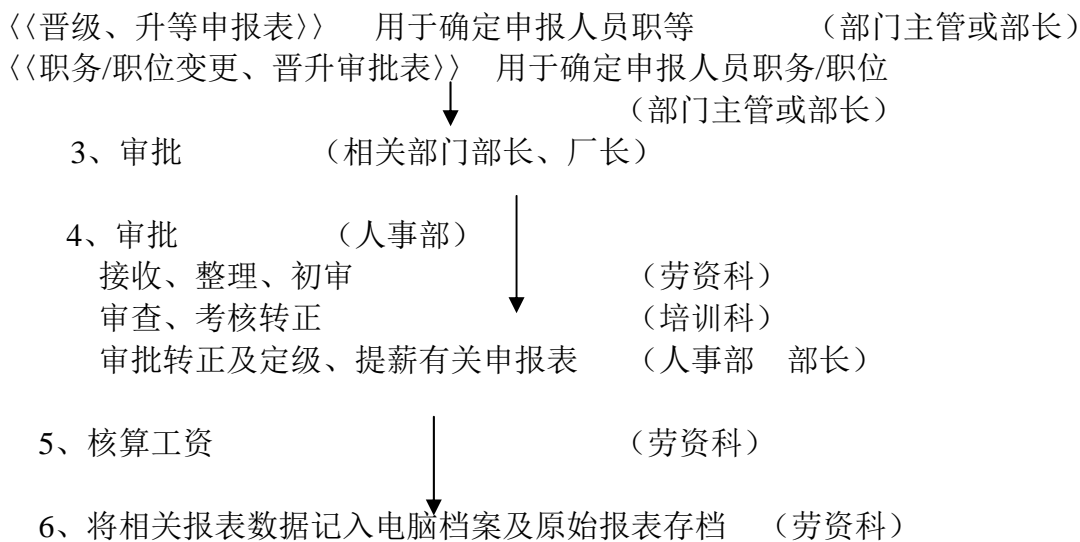 〈〈晋级、升等申报表〉〉 用于确定申报人员职等 （部门主管或部长）
〈〈职务/职位变更、晋升审批表〉〉 用于确定申报人员职务/职位
（部门主管或部长）
3、审批 （相关部门部长、厂长）
4、审批 （人事部）
接收、整理、初审 （劳资科）
审查、考核转正 （培训科）
审批转正及定级、提薪有关申报表 （人事部 部长）
5、核算工资 （劳资科）
6、将相关报表数据记入电脑档案及原始报表存档 （劳资科）